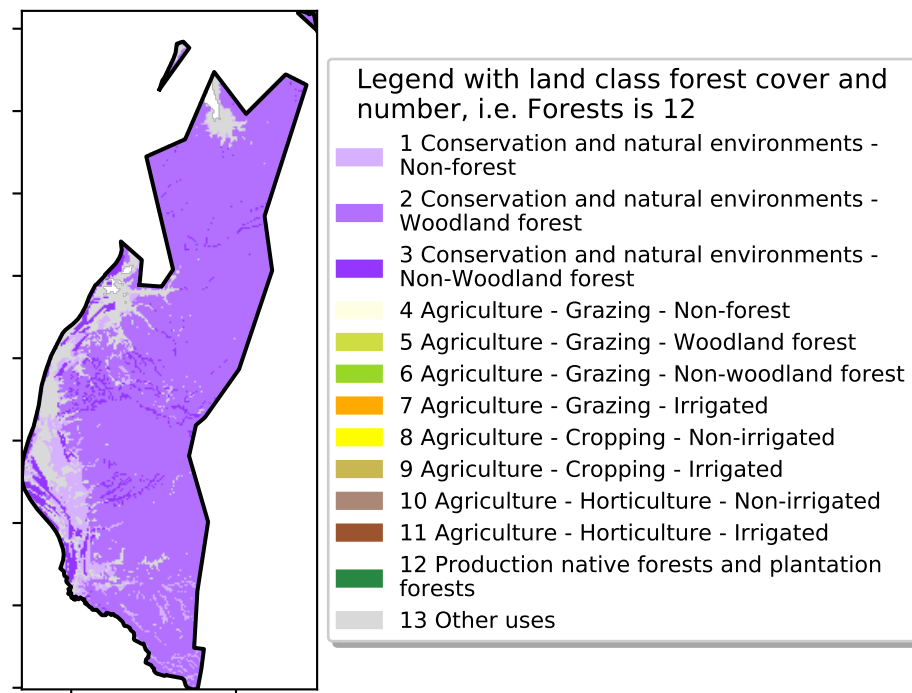 Legend with land class forest cover and
number, i.e. Forests is 12
1 Conservation and natural environments -
Non-forest
2 Conservation and natural environments -
Woodland forest
3 Conservation and natural environments -
Non-Woodland forest
4 Agriculture - Grazing - Non-forest
5 Agriculture - Grazing - Woodland forest
6 Agriculture - Grazing - Non-woodland forest
7 Agriculture - Grazing - Irrigated
8 Agriculture - Cropping - Non-irrigated
9 Agriculture - Cropping - Irrigated
10 Agriculture - Horticulture - Non-irrigated
11 Agriculture - Horticulture - Irrigated
12 Production native forests and plantation
forests
13 Other uses